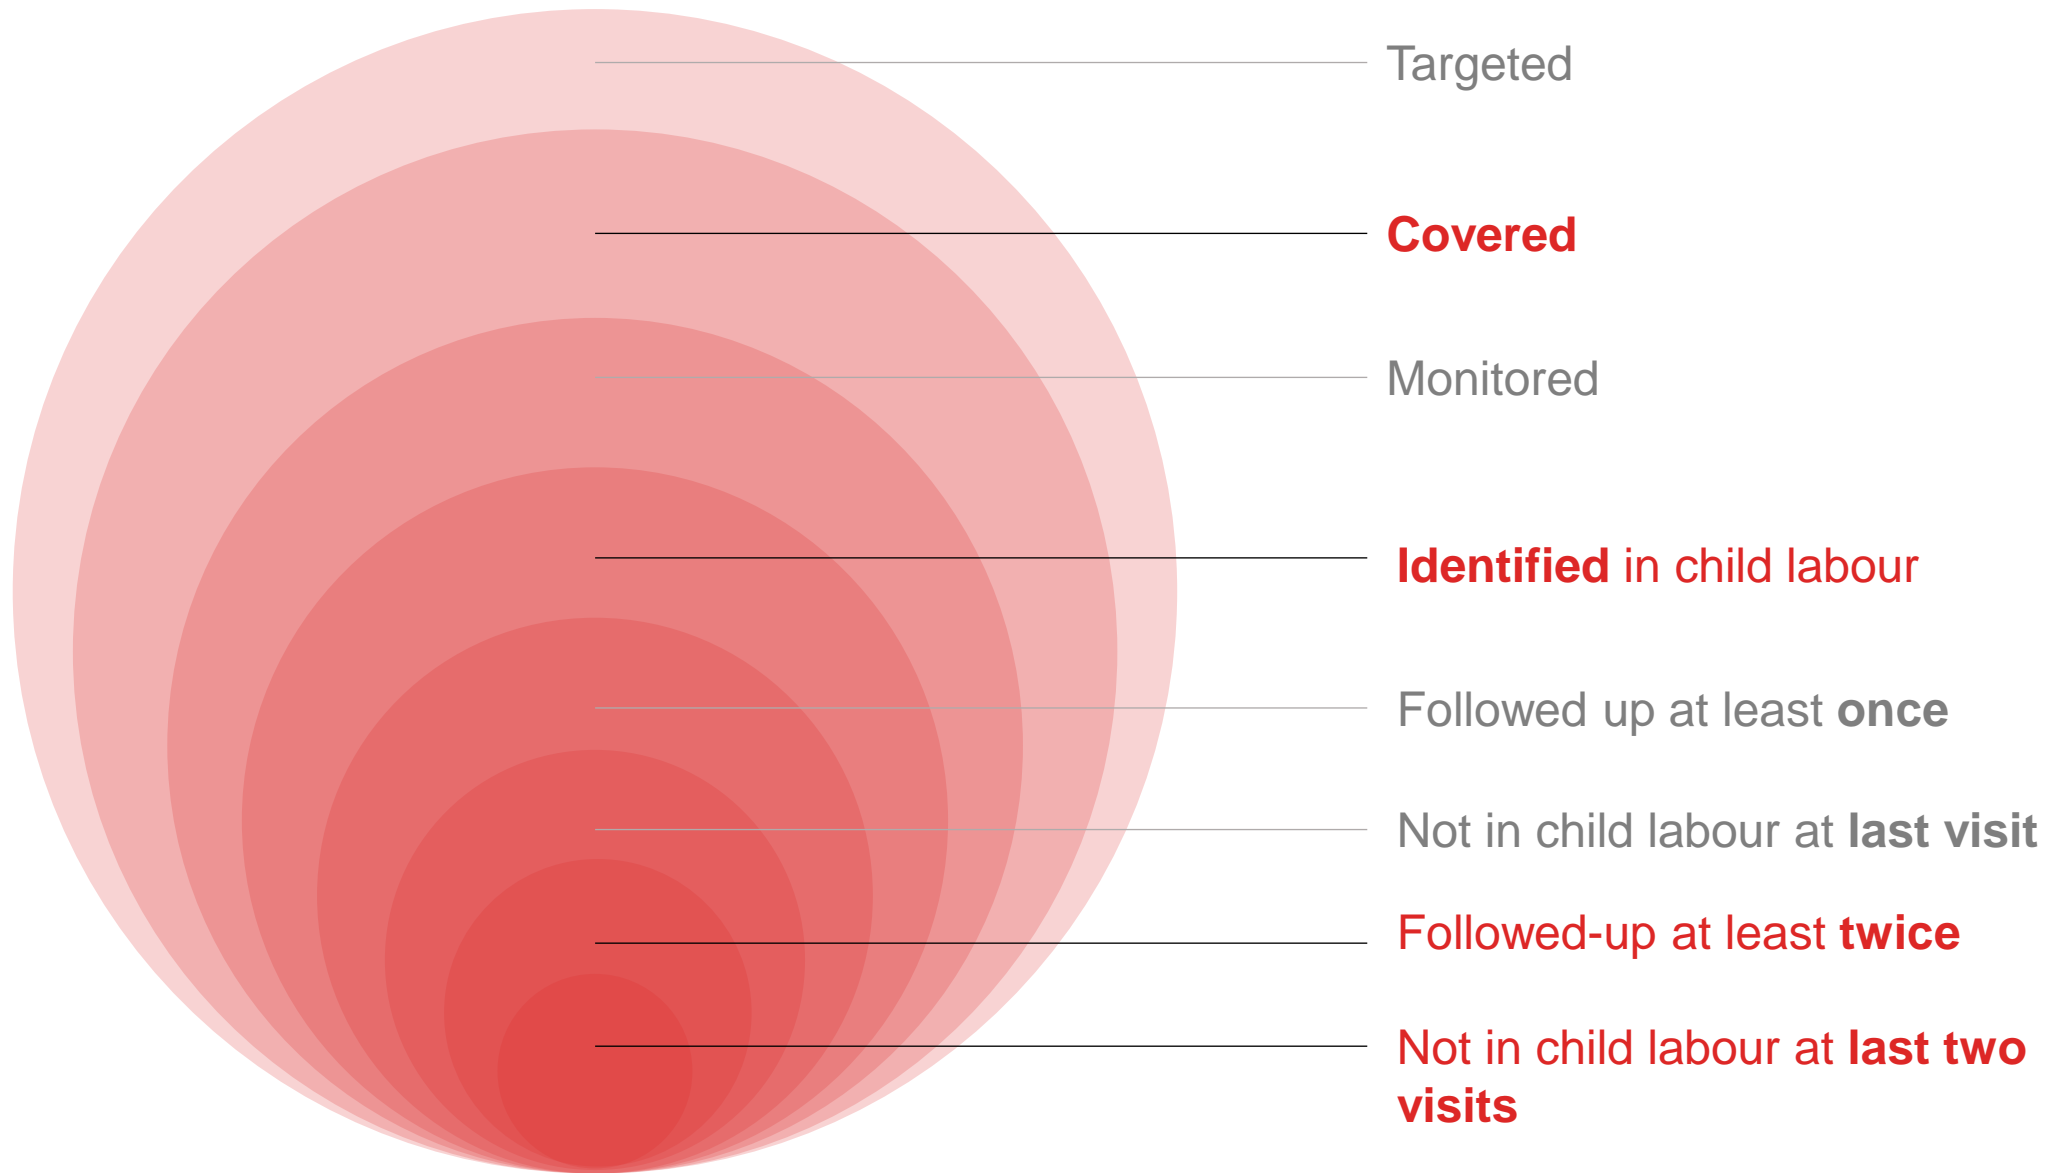 Targeted
Covered
Monitored
Identified in child labour
Followed up at least once
Not in child labour at last visit
Followed-up at least twice
Not in child labour at last two
visits